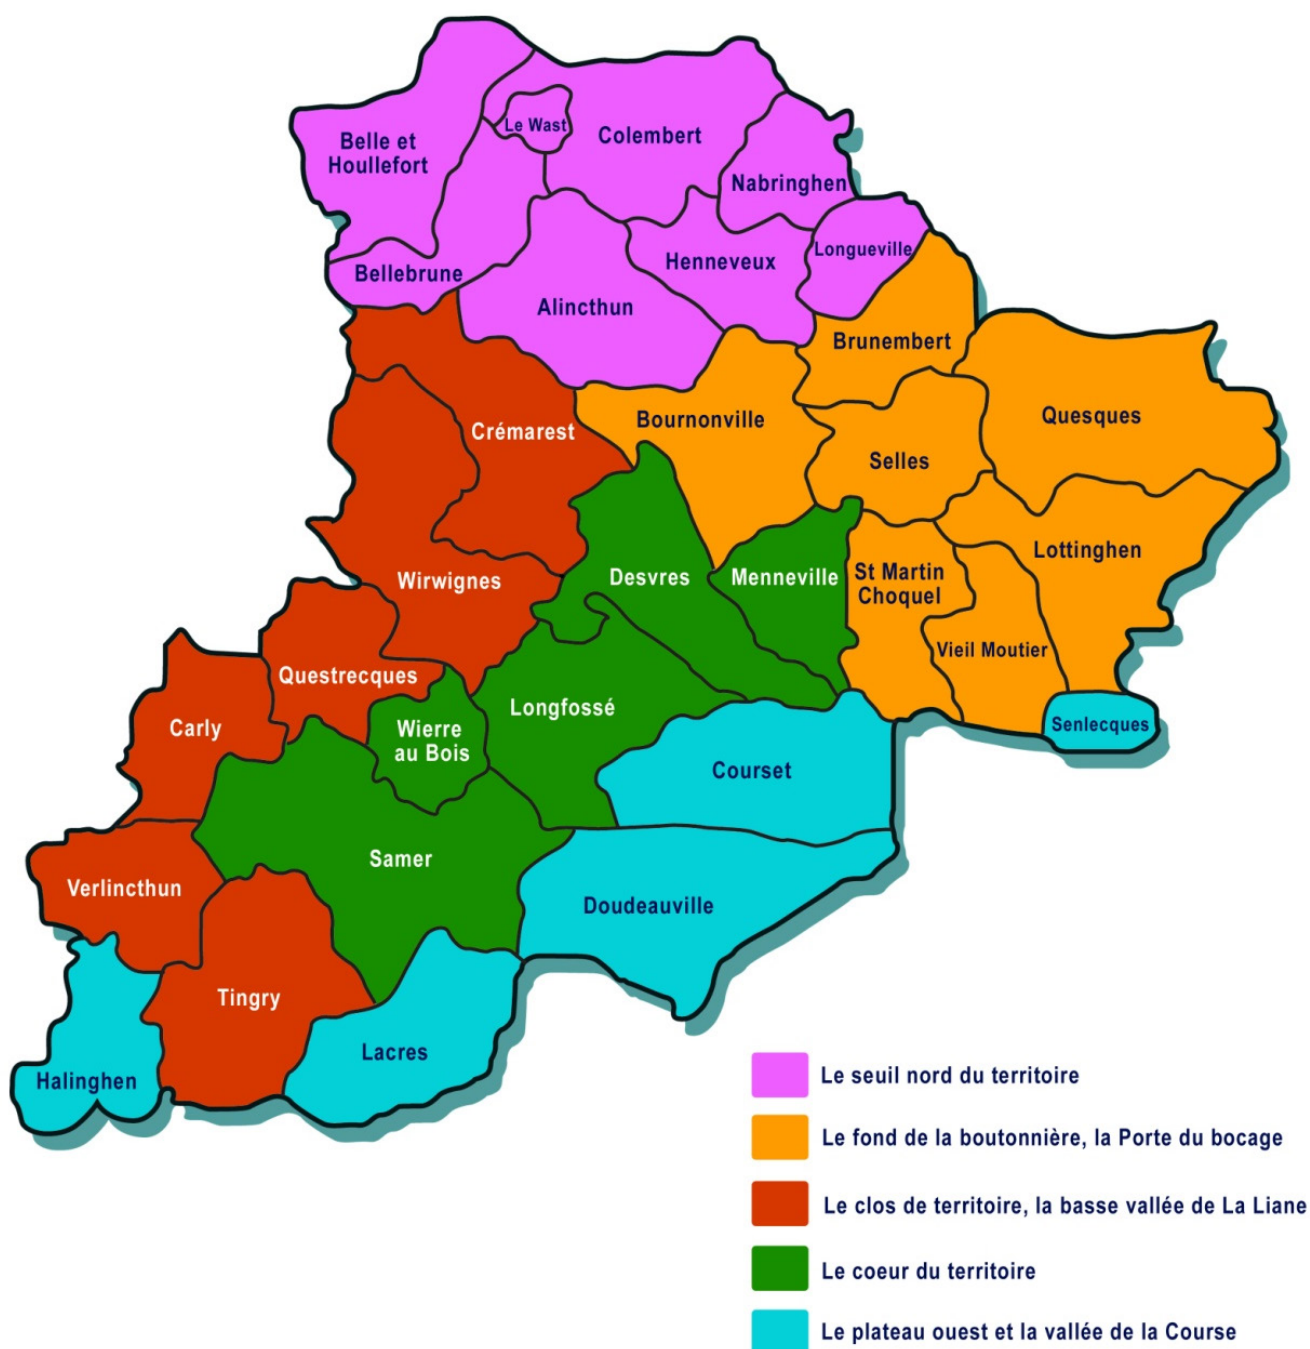 Le Wast
Belle et
Houllefort
Colembert
Nabringhen
Longueville
Henneveux
Bellebrune
Alincthun
Brunembert
Quesques
Bournonville
Crémarest
Selles
Lottinghen
St Martin
Choquel
Desvres
Menneville
Wirwignes
Vieil Moutier
Questrecques
Longfossé
Senlecques
Carly
Wierre
au Bois
Courset
Samer
Verlincthun
Doudeauville
Tingry
Lacres
Halinghen
Le seuil nord du territoire
Le fond de la boutonnière, la Porte du bocage
Le clos de territoire, la basse vallée de La Liane
Le coeur du territoire
Le plateau ouest et la vallée de la Course